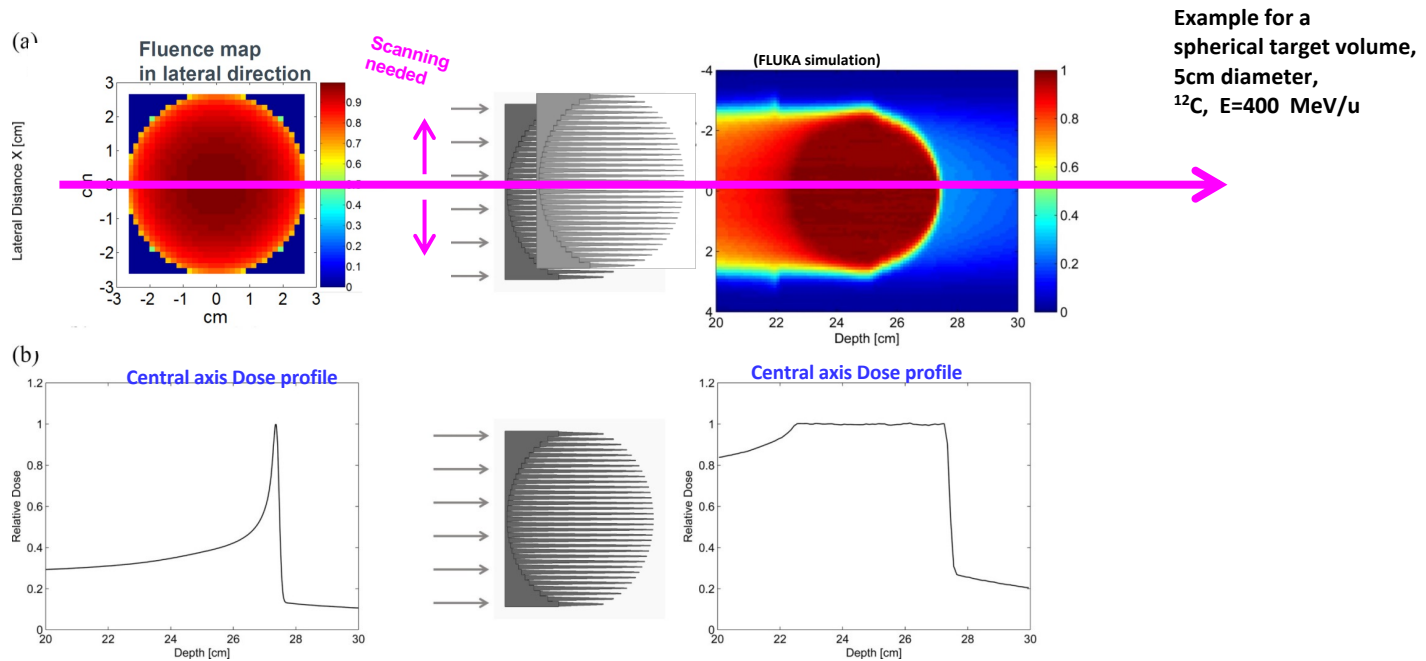 Example for a
spherical target volume,
5cm diameter,
¹²C, E=400 MeV/u
(a)
Fluence map
in lateral direction
Scanning
needed
(FLUKA simulation)
Lateral Distance X [cm]
cm
3
2
1
0
-1
-2
-3
-3 -2 -1 0 1 2 3
cm
0.9
0.8
0.7
0.6
0.5
0.4
0.3
0.2
0.1
0
-4
-2
0
2
4
20 22 24 26 28 30
Depth [cm]
1
0.8
0.6
0.4
0.2
0
(b)
Central axis Dose profile
Relative Dose
1.2
1
0.8
0.6
0.4
0.2
0
20 22 24 26 28 30
Depth [cm]
Central axis Dose profile
Relative Dose
1.2
1
0.8
0.6
0.4
0.2
0
20 22 24 26 28 30
Depth [cm]